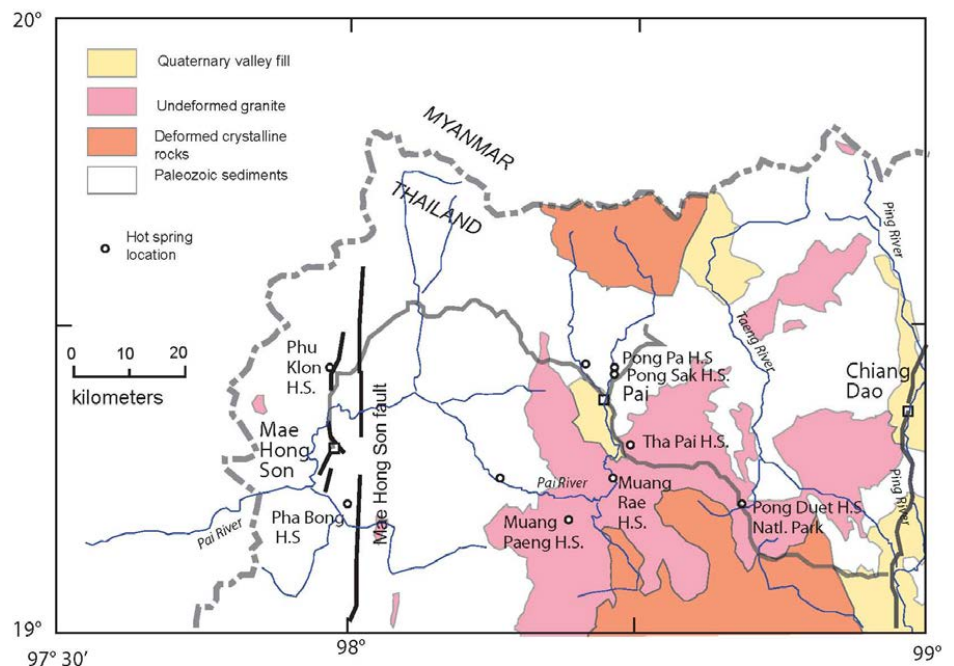 20°
Quaternary valley fill
Undeformed granite
Deformed crystalline
rocks
Paleozoic sediments
Hot spring
location
MYANMAR
THAILAND
Ping River
Taeng River
0 10 20
kilometers
Phu
Klon
H.S.
Pong Pa H.S
Pong Sak H.S.
Pai
Chiang
Dao
Mae
Hong
Son
Mae Hong Son fault
Tha Pai H.S.
Pai River
Muang
Rae
H.S.
Ping River
Pai River
Pha Bong
H.S
Muang
Paeng H.S.
Pong Duet H.S
Natl. Park
19°
97° 30′
98°
99°